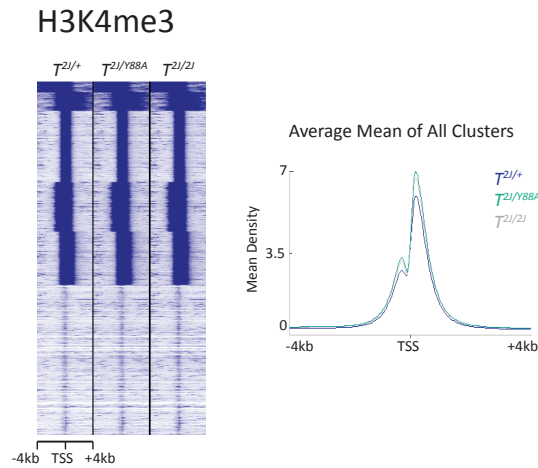 H3K4me3
T2J/+ T2J/Y88A T2J/2J
-4kb TSS +4kb
Average Mean of All Clusters
Mean Density
7
3.5
0
-4kb TSS +4kb
T2J/+
T2J/Y88A
T2J/2J